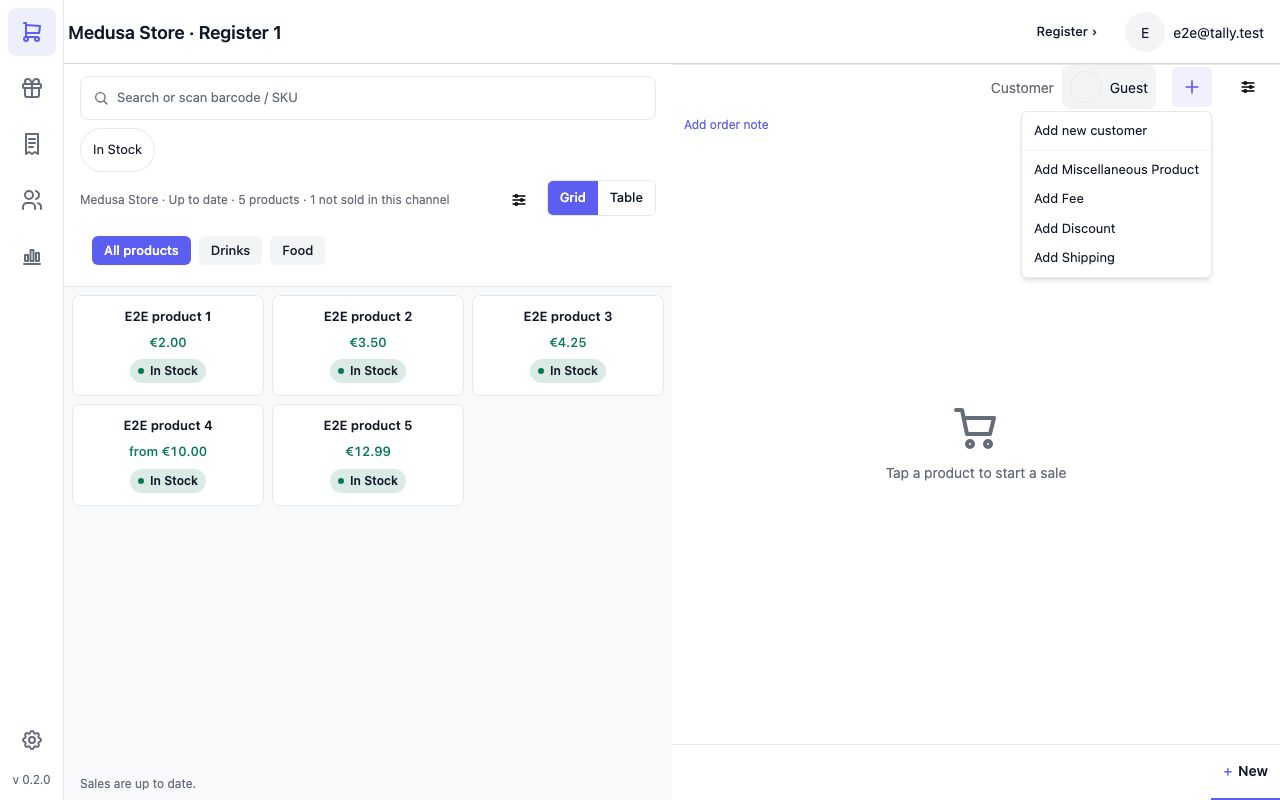 Medusa Store · Register 1
Register ›
E
e2e@tally.test
Search or scan barcode / SKU
In Stock
Medusa Store · Up to date · 5 products · 1 not sold in this channel
Grid
Table
All products
Drinks
Food
E2E product 1
€2.00
In Stock
E2E product 2
€3.50
In Stock
E2E product 3
€4.25
In Stock
E2E product 4
from €10.00
In Stock
E2E product 5
€12.99
In Stock
Sales are up to date.
v 0.2.0
Customer
Guest
Add order note
Add new customer
Add Miscellaneous Product
Add Fee
Add Discount
Add Shipping
Tap a product to start a sale
+ New